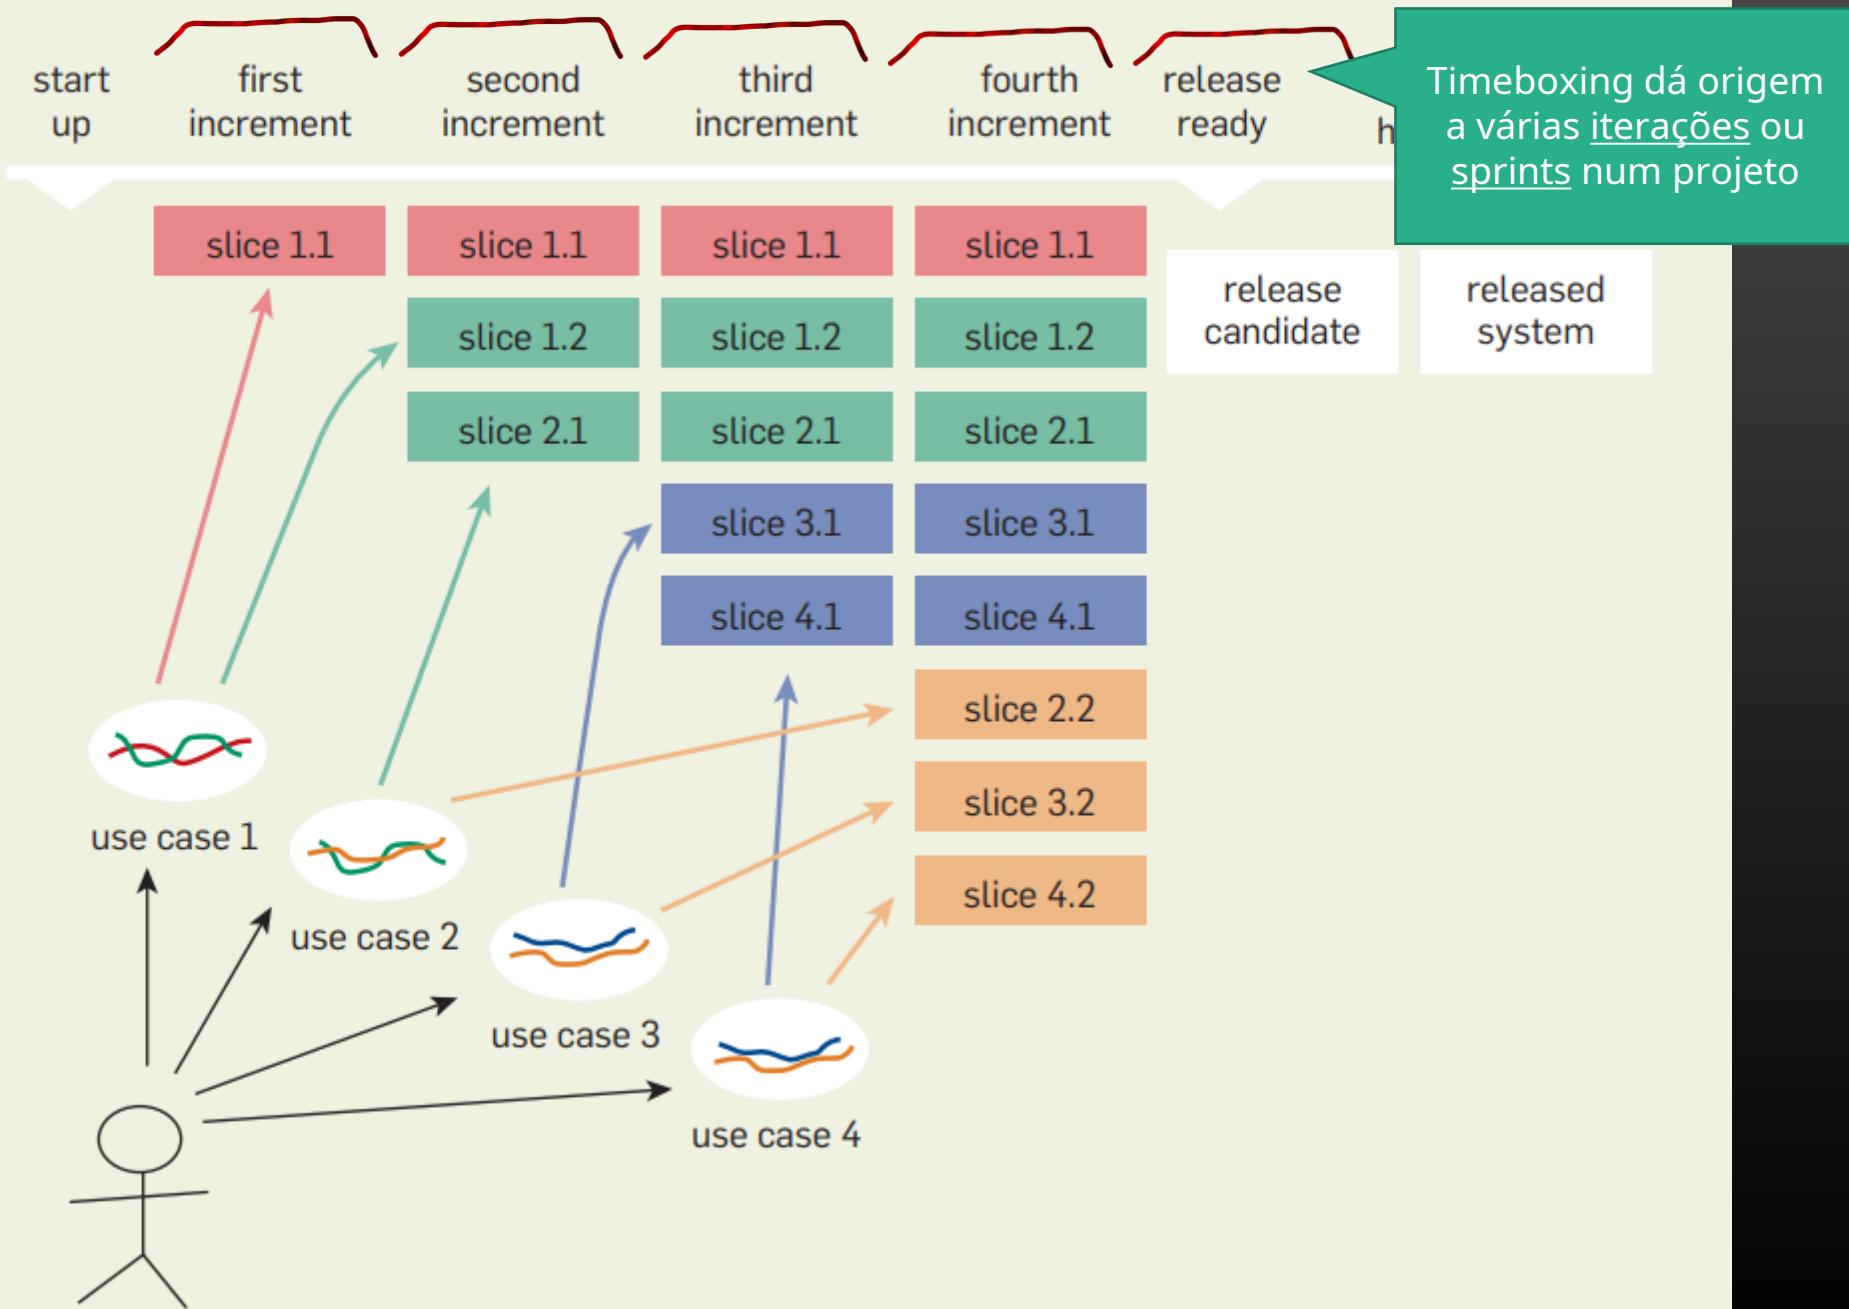 start up
first increment
second increment
third increment
fourth increment
release ready
h
Timeboxing dá origem
a várias iterações ou
sprints num projeto
slice 1.1
slice 1.1
slice 1.1
slice 1.1
release candidate
released system
slice 1.2
slice 1.2
slice 1.2
slice 2.1
slice 2.1
slice 2.1
slice 3.1
slice 3.1
slice 4.1
slice 4.1
slice 2.2
slice 3.2
slice 4.2
use case 1
use case 2
use case 3
use case 4